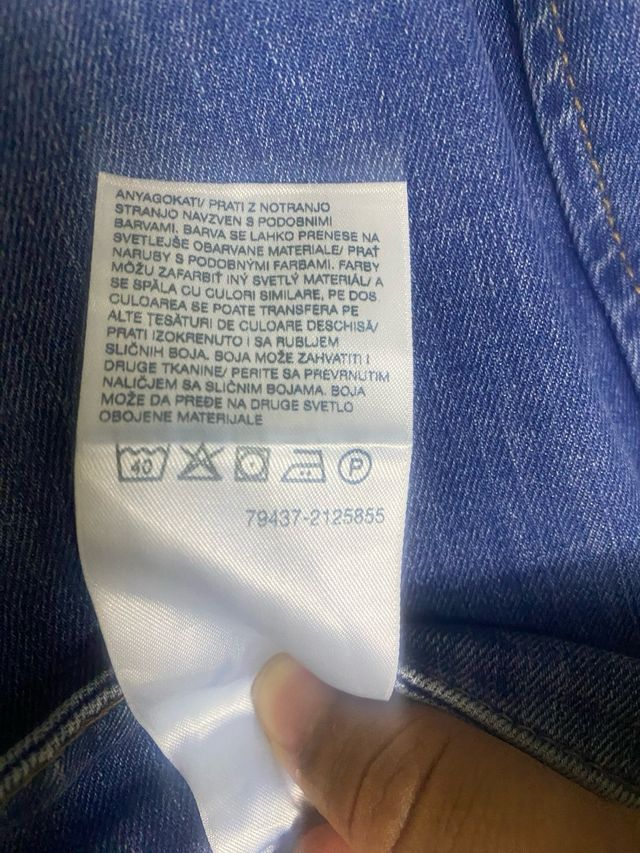 ANYAGOKATI/ PRATI Z NOTRANJO
STRANJO NAVZVEN S PODOBNIMI
BARVAMI. BARVA SE LAHKO PRENESE NA
SVETLEJŠE OBARVANE MATERIALE/ PRAŤ
NARUBY S PODOBNÝMI FARBAMI. FARBY
MÔŽU ZAFARBIŤ INÝ SVETLÝ MATERIÁL/ A
SE SPĂLA CU CULORI SIMILARE, PE DOS.
CULOAREA SE POATE TRANSFERA PE
ALTE ȚESĂTURI DE CULOARE DESCHISĂ/
PRATI IZOKRENUTO I SA RUBLJEM
SLIČNIH BOJA. BOJA MOŽE ZAHVATITI I
DRUGE TKANINE/ PERITE SA PREVRNUTIM
NALIČJEM SA SLIČNIM BOJAMA. BOJA
MOŽE DA PREĐE NA DRUGE SVETLO
OBOJENE MATERIJALE
40 P
79437-2125855